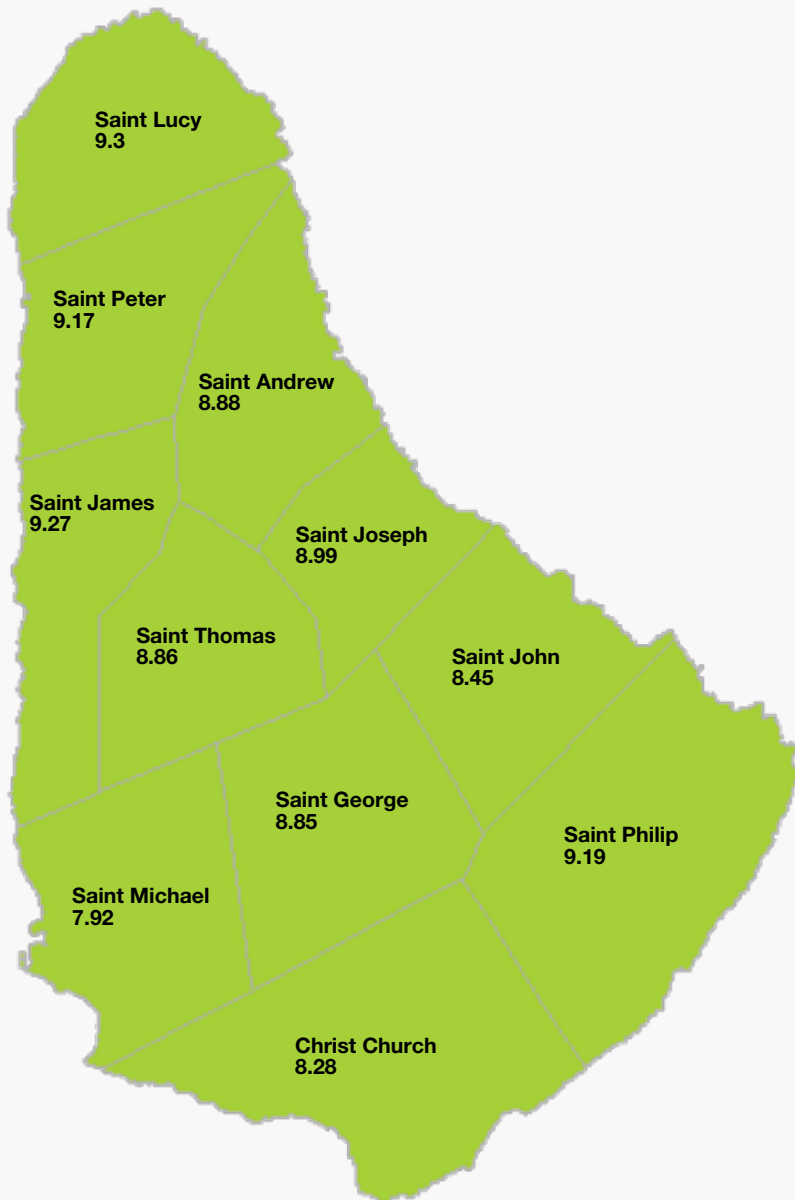 Saint Lucy
9.3
Saint Peter
9.17
Saint Andrew
8.88
Saint James
9.27
Saint Joseph
8.99
Saint Thomas
8.86
Saint John
8.45
Saint George
8.85
Saint Philip
9.19
Saint Michael
7.92
Christ Church
8.28